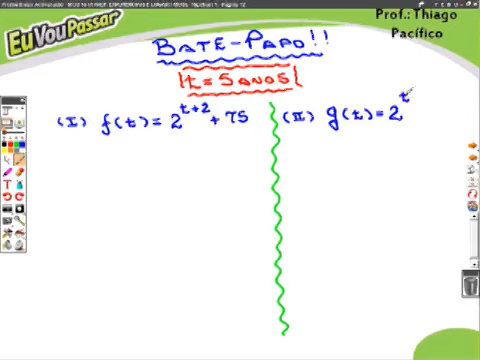 EuVouPassar
Prof.: Thiago
Pacífico
BATE-PAPO!!
t = 5 ANOS
(I) f(t) = 2^{t+2} + 75
(II) g(t) = 2^{t